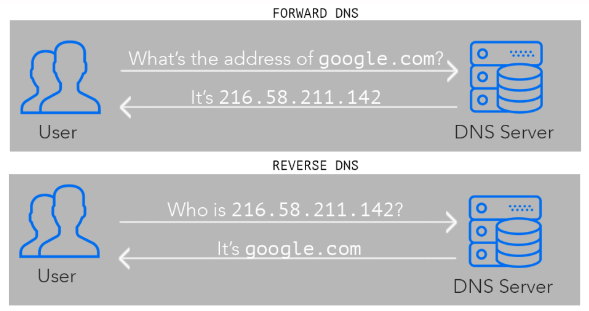 FORWARD DNS
What's the address of google.com?
It's 216.58.211.142
User
DNS Server
REVERSE DNS
Who is 216.58.211.142?
It's google.com
User
DNS Server